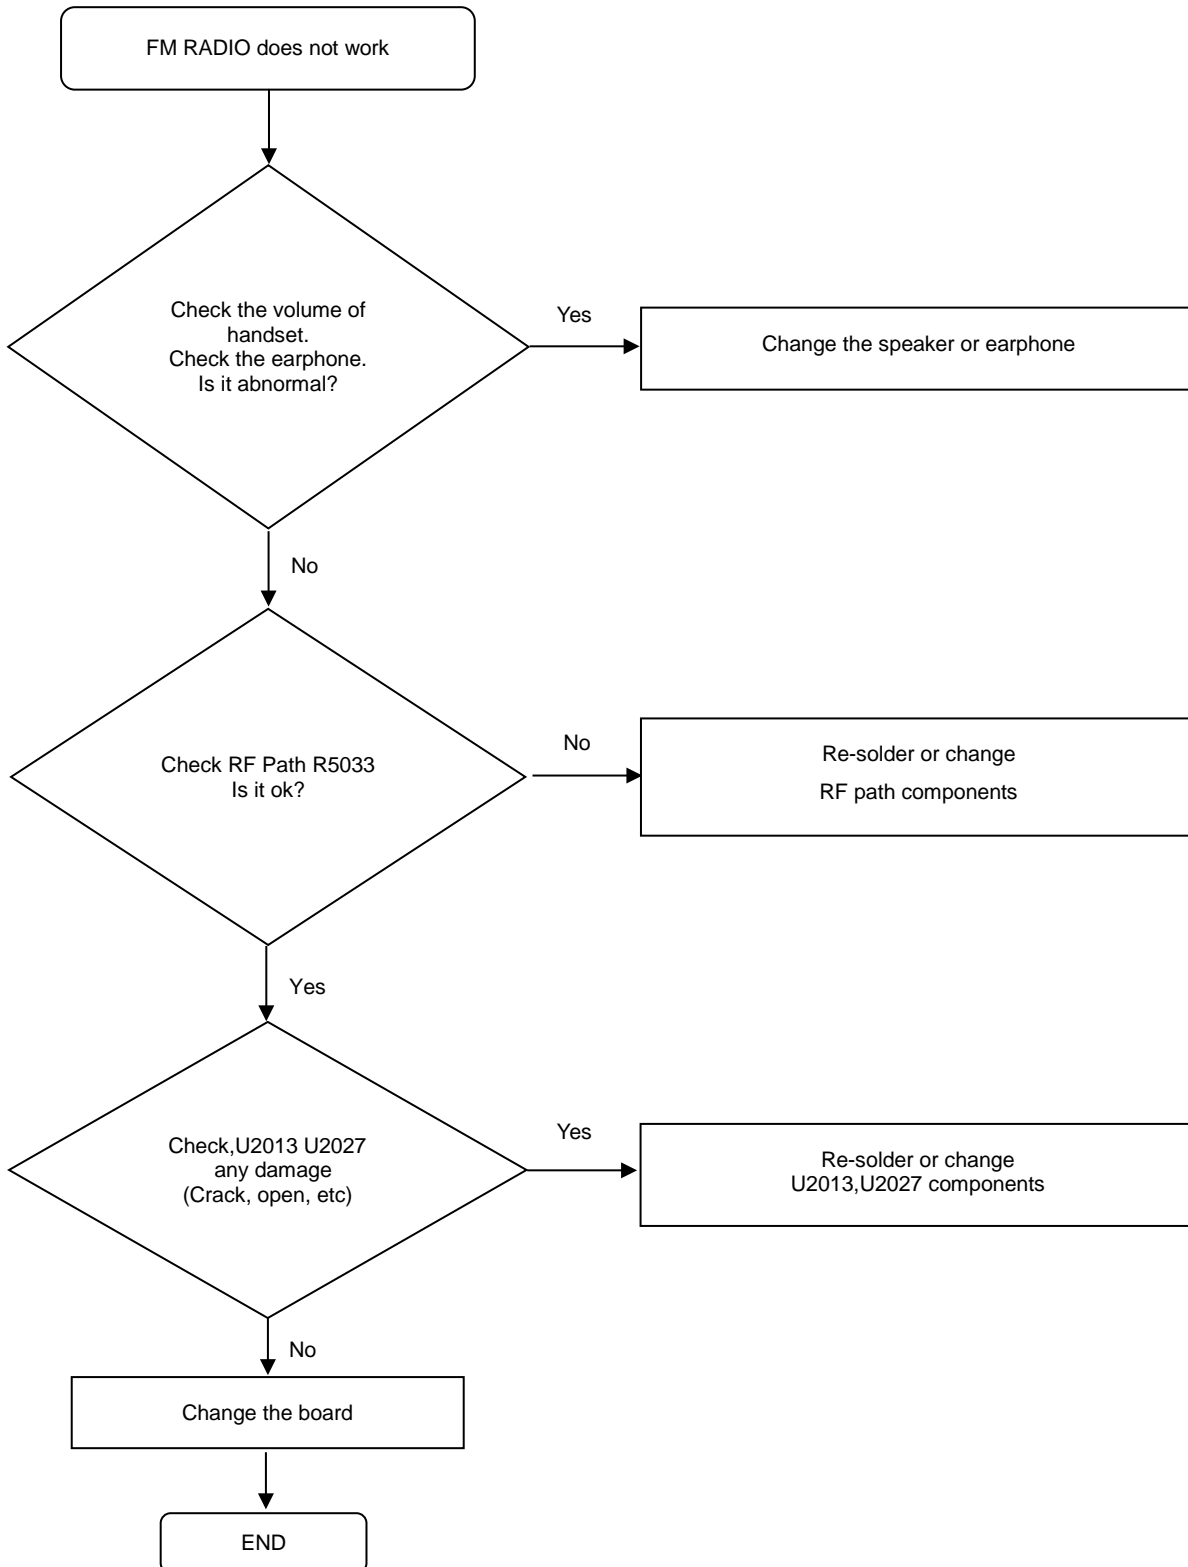 FM RADIO does not work
Check the volume of
handset.
Check the earphone.
Is it abnormal?
Yes
Change the speaker or earphone
No
Check RF Path R5033
Is it ok?
No
Re-solder or change
RF path components
Yes
Check,U2013 U2027
any damage
(Crack, open, etc)
Yes
Re-solder or change
U2013,U2027 components
No
Change the board
END